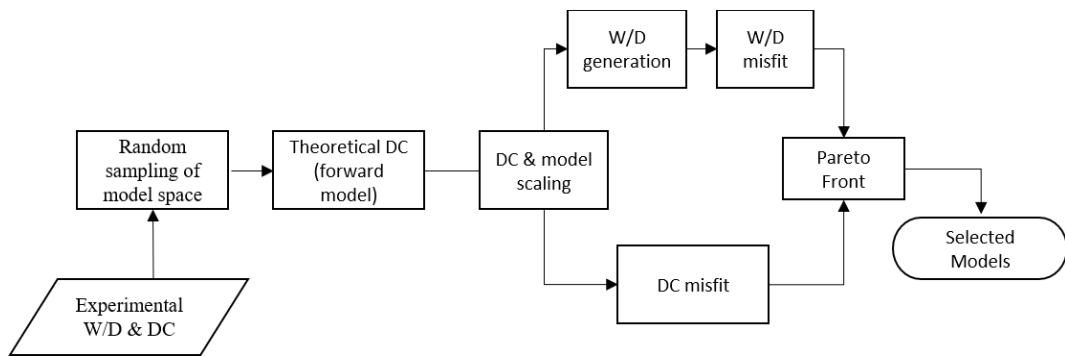 Experimental
W/D & DC
Random
sampling of
model space
Theoretical DC
(forward
model)
DC & model
scaling
W/D
generation
W/D
misfit
DC misfit
Pareto
Front
Selected
Models